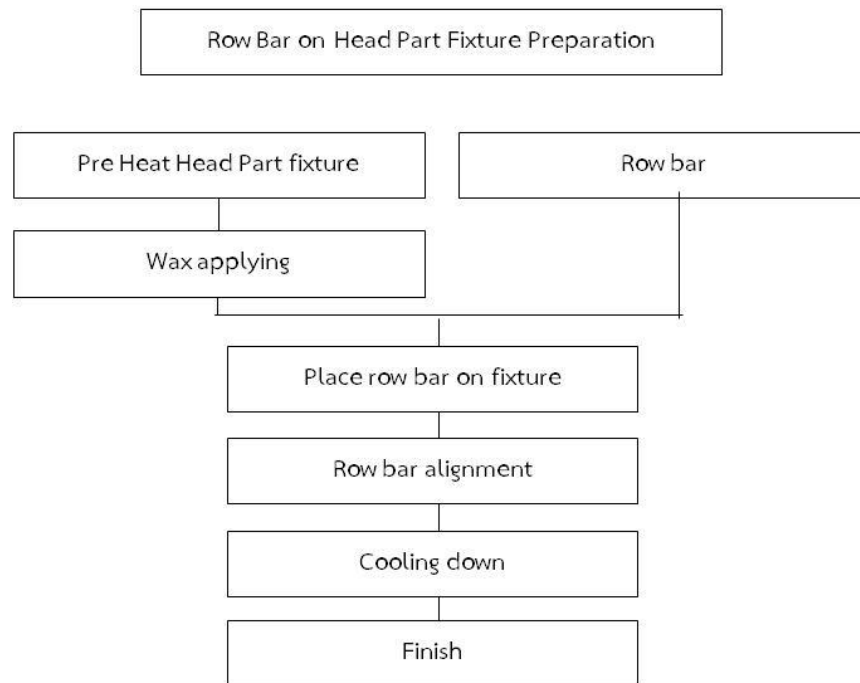 Row Bar on Head Part Fixture Preparation
Pre Heat Head Part fixture
Row bar
Wax applying
Place row bar on fixture
Row bar alignment
Cooling down
Finish